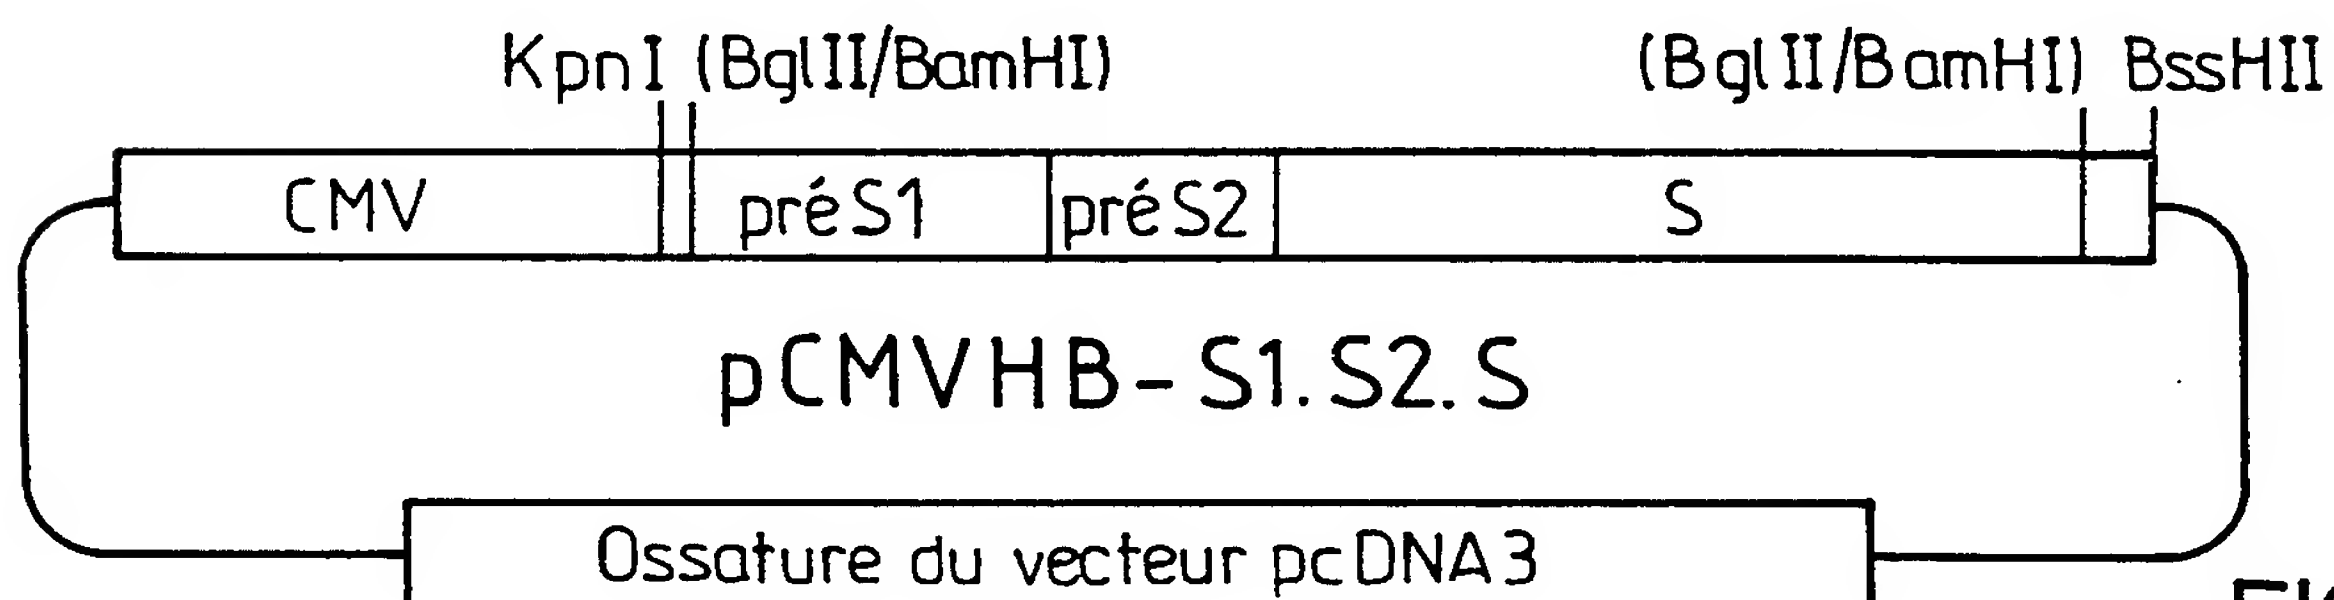 KpnI (BglII/BamHI) (BglII/BamHI) BssHII
CMV préS1 préS2 S
pCMVHB-S1.S2.S
Ossature du vecteur pcDNA3